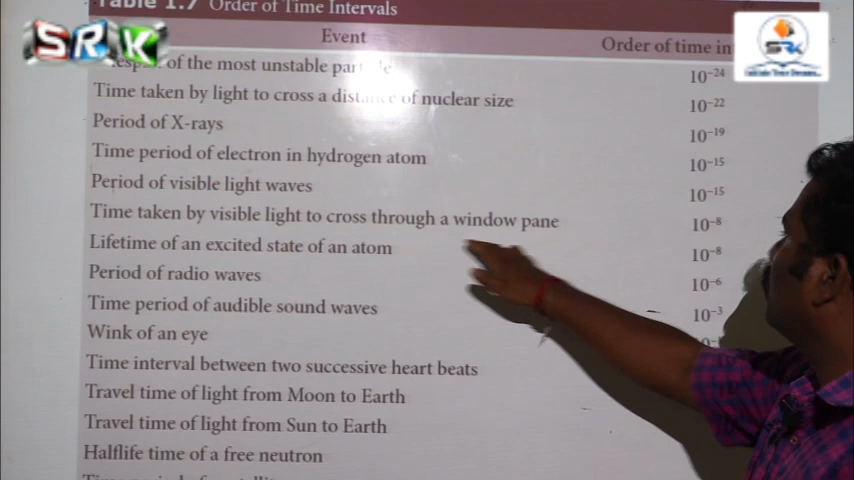 Table 1.7 Order of Time Intervals
Event
Order of time in
of the most unstable
10⁻²⁴
Time taken by light to cross a distance of nuclear size
10⁻²²
Period of X-rays
10⁻¹⁹
Time period of electron in hydrogen atom
10⁻¹⁵
Period of visible light waves
10⁻¹⁵
Time taken by visible light to cross through a window pane
10⁻⁸
Lifetime of an excited state of an atom
10⁻⁸
Period of radio waves
10⁻⁶
Time period of audible sound waves
10⁻³
Wink of an eye
Time interval between two successive heart beats
Travel time of light from Moon to Earth
Travel time of light from Sun to Earth
Halflife time of a free neutron
SRK
SRK